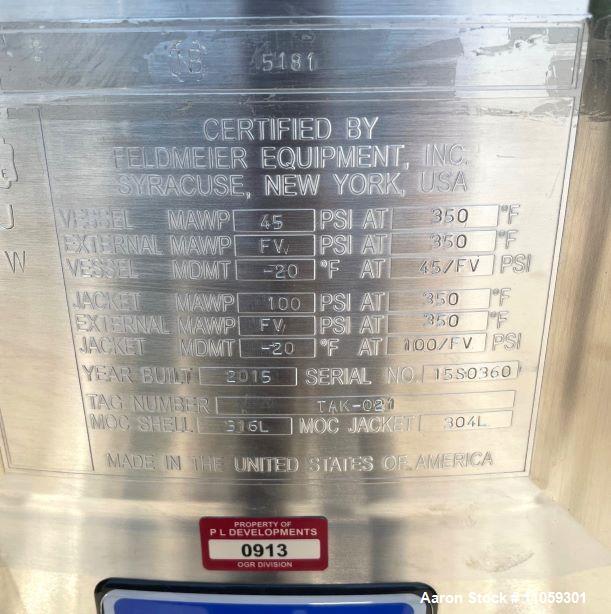 NB 5181
CERTIFIED BY
FELDMEIER EQUIPMENT, INC.
SYRACUSE, NEW YORK, USA
VESSEL MAWP 45 PSI AT 350 °F
EXTERNAL MAWP FV PSI AT 350 °F
VESSEL MDMT -20 °F AT 45/FV PSI
JACKET MAWP 100 PSI AT 350 °F
EXTERNAL MAWP FV PSI AT 350 °F
JACKET MDMT -20 °F AT 100/FV PSI
YEAR BUILT 2015 SERIAL NO. 15S0360
TAG NUMBER TAK-021
MOC SHELL 316L MOC JACKET 304L
MADE IN THE UNITED STATES OF AMERICA
W
PROPERTY OF
P L DEVELOPMENTS
0913
OGR DIVISION